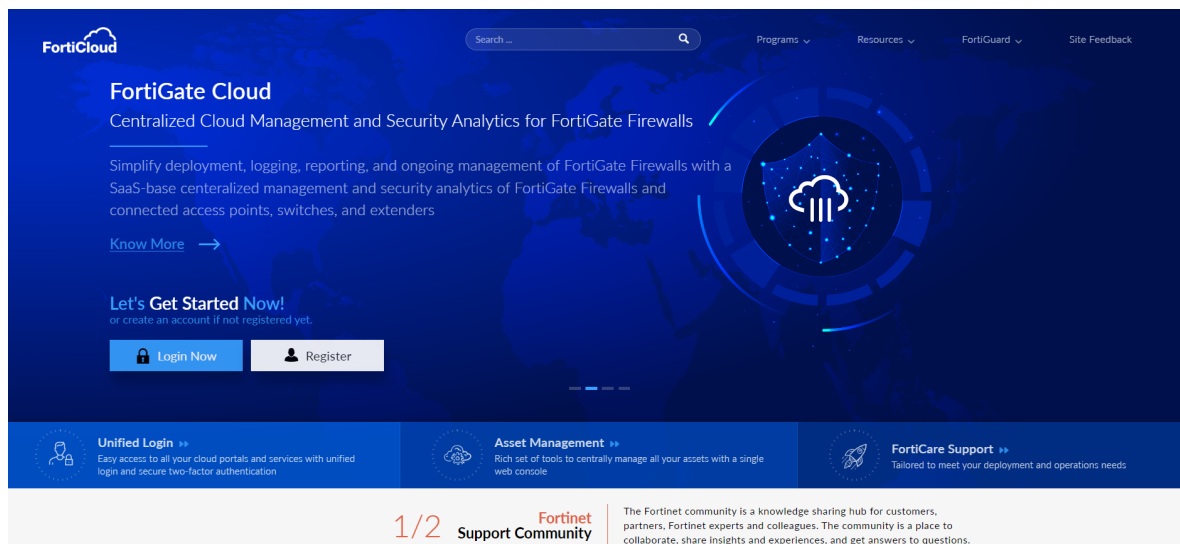 FortiCloud
Search ...
Programs
Resources
FortiGuard
Site Feedback
FortiGate Cloud
Centralized Cloud Management and Security Analytics for FortiGate Firewalls
Simplify deployment, logging, reporting, and ongoing management of FortiGate Firewalls with a
SaaS-base centeralized management and security analytics of FortiGate Firewalls and
connected access points, switches, and extenders
Know More
Let's Get Started Now!
or create an account if not registered yet.
Login Now
Register
Unified Login
Easy access to all your cloud portals and services with unified
login and secure two-factor authentication
Asset Management
Rich set of tools to centrally manage all your assets with a single
web console
FortiCare Support
Tailored to meet your deployment and operations needs
1/2
Fortinet
Support Community
The Fortinet community is a knowledge sharing hub for customers,
partners, Fortinet experts and colleagues. The community is a place to
collaborate, share insights and experiences, and get answers to questions.